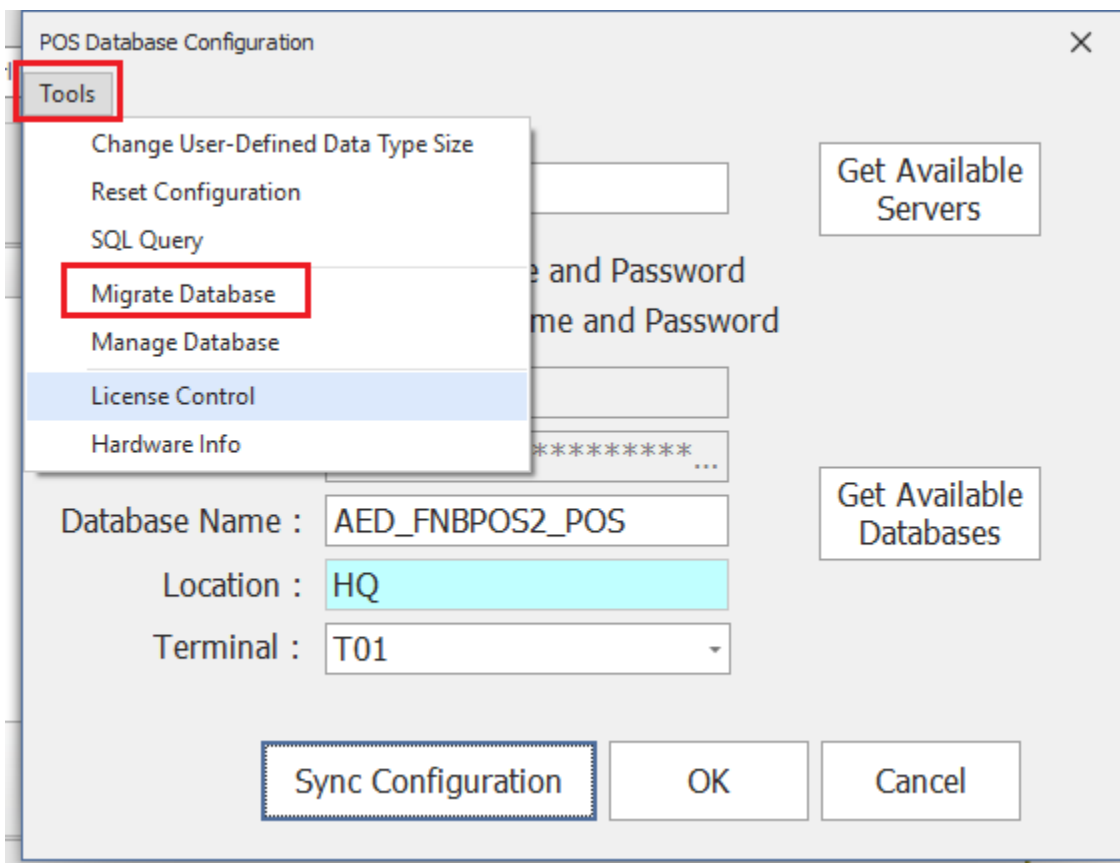 POS Database Configuration
Tools
Change User-Defined Data Type Size
Reset Configuration
SQL Query
Migrate Database
Manage Database
License Control
Hardware Info
Get Available
Servers
and Password
me and Password
*********...
Get Available
Databases
Database Name : AED_FNBPOS2_POS
Location : HQ
Terminal : T01
Sync Configuration OK Cancel